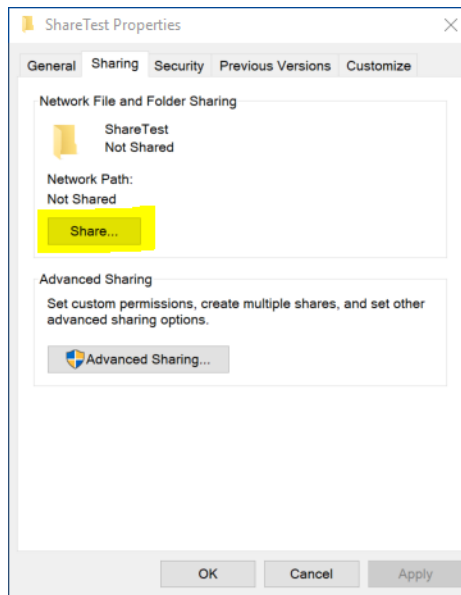 ShareTest Properties
General Sharing Security Previous Versions Customize
Network File and Folder Sharing
ShareTest
Not Shared
Network Path:
Not Shared
Share...
Advanced Sharing
Set custom permissions, create multiple shares, and set other
advanced sharing options.
Advanced Sharing...
OK Cancel Apply